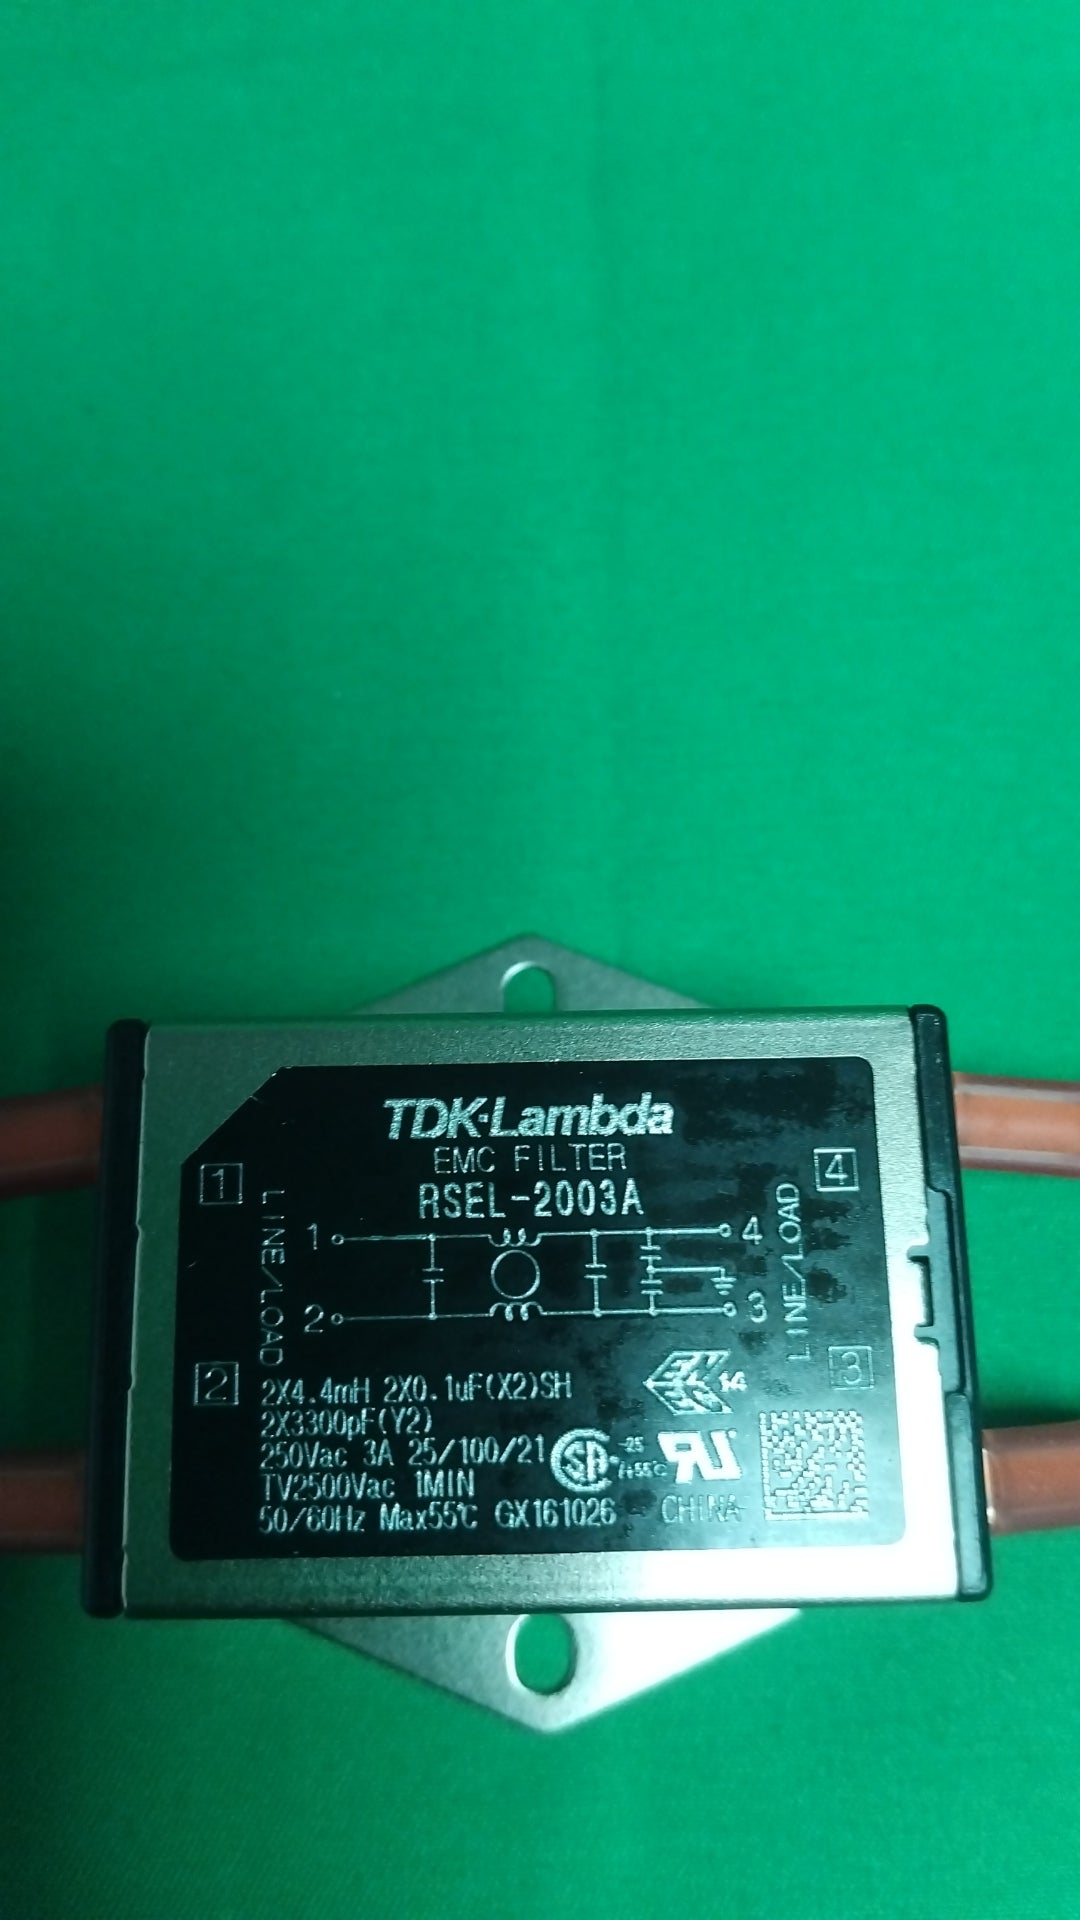 TDK·Lambda
EMC FILTER
RSEL-2003A
1
LINE/LOAD
2
1
2
4
3
4
LINE/LOAD
3
2X4.4mH 2X0.1uF(X2)SH
2X3300pF(Y2)
250Vac 3A 25/100/21
TV2500Vac 1MIN
50/60Hz Max55℃ GX161026
14
-25
/+55℃
CHINA